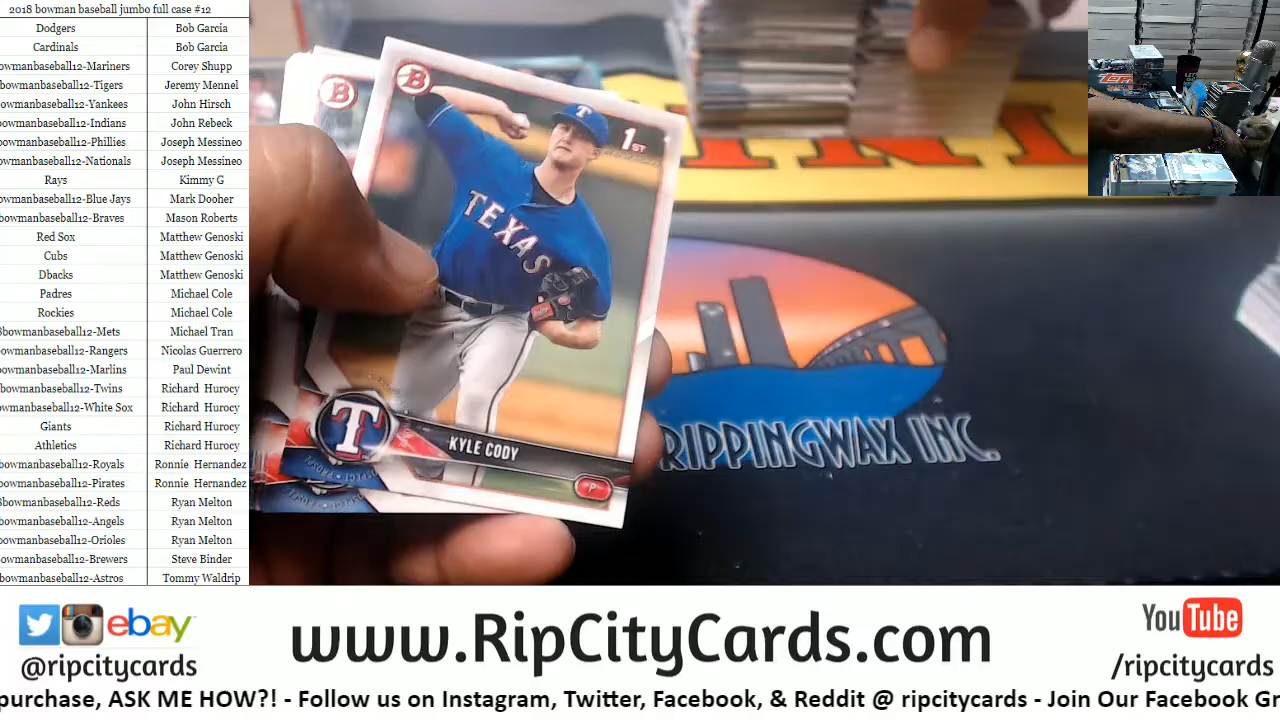 2018 bowman baseball jumbo full case #12
Dodgers Bob Garcia
Cardinals Bob Garcia
owmanbaseball12-Mariners Corey Shupp
owmanbaseball12-Tigers Jeremy Mennel
owmanbaseball12-Yankees John Hirsch
owmanbaseball12-Indians John Rebeck
owmanbaseball12-Phillies Joseph Messineo
owmanbaseball12-Nationals Joseph Messineo
Rays Kimmy G
owmanbaseball12-Blue Jays Mark Dooher
owmanbaseball12-Braves Mason Roberts
Red Sox Matthew Genoski
Cubs Matthew Genoski
Dbacks Matthew Genoski
Padres Michael Cole
Rockies Michael Cole
8bowmanbaseball12-Mets Michael Tran
owmanbaseball12-Rangers Nicolas Guerrero
owmanbaseball12-Marlins Paul Dewint
owmanbaseball12-Twins Richard Hurocy
owmanbaseball12-White Sox Richard Hurocy
Giants Richard Hurocy
Athletics Richard Hurocy
owmanbaseball12-Royals Ronnie Hernandez
owmanbaseball12-Pirates Ronnie Hernandez
8bowmanbaseball12-Reds Ryan Melton
owmanbaseball12-Angels Ryan Melton
owmanbaseball12-Orioles Ryan Melton
owmanbaseball12-Brewers Steve Binder
owmanbaseball12-Astros Tommy Waldrip
B
B
1ST
T
TEXAS
T
KYLE CODY
P
RIPPINGWAX INC.
ebay
@ripcitycards
www.RipCityCards.com
YouTube
/ripcitycards
purchase, ASK ME HOW?! - Follow us on Instagram, Twitter, Facebook, & Reddit @ ripcitycards - Join Our Facebook Gr